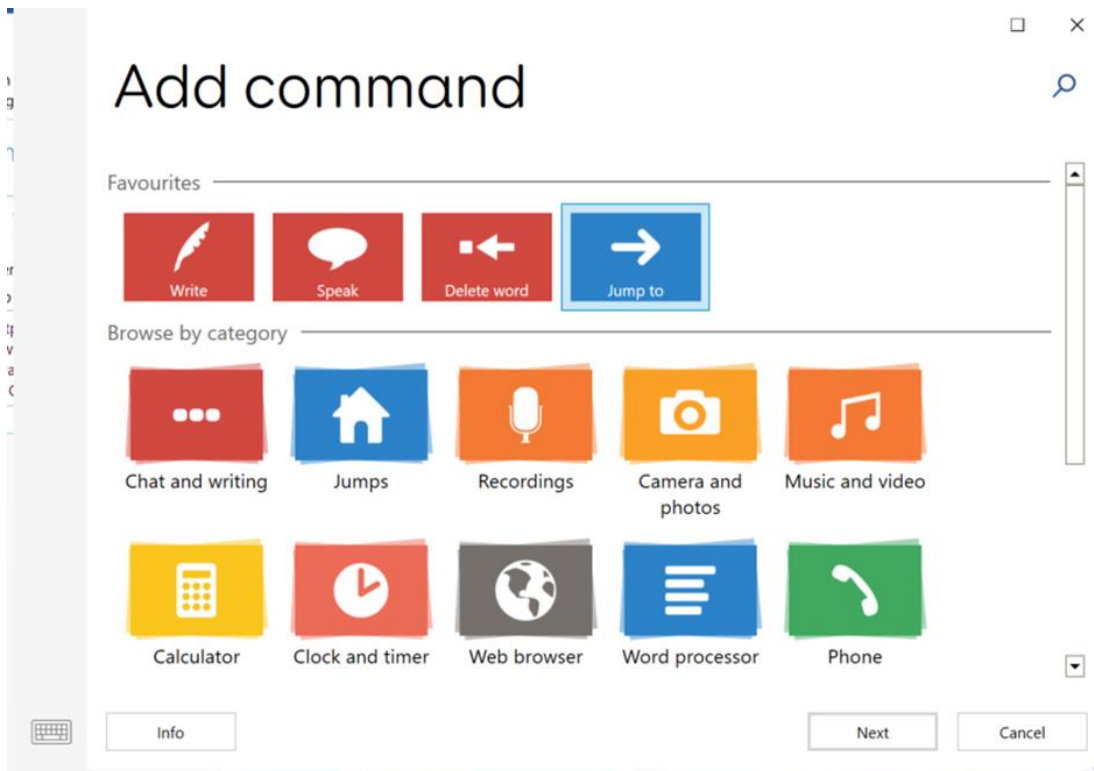 Add command
Favourites
Write
Speak
Delete word
Jump to
Browse by category
Chat and writing
Jumps
Recordings
Camera and
photos
Music and video
Calculator
Clock and timer
Web browser
Word processor
Phone
Info
Next
Cancel